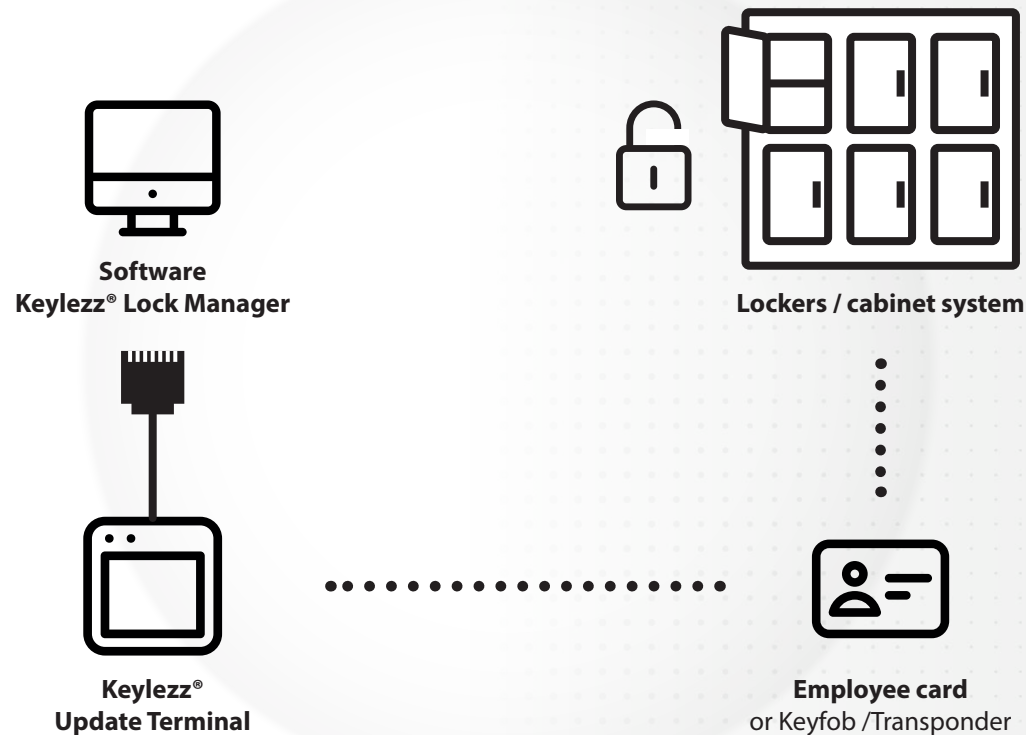 Software
Keylezz® Lock Manager
Lockers / cabinet system
Keylezz®
Update Terminal
Employee card
or Keyfob /Transponder